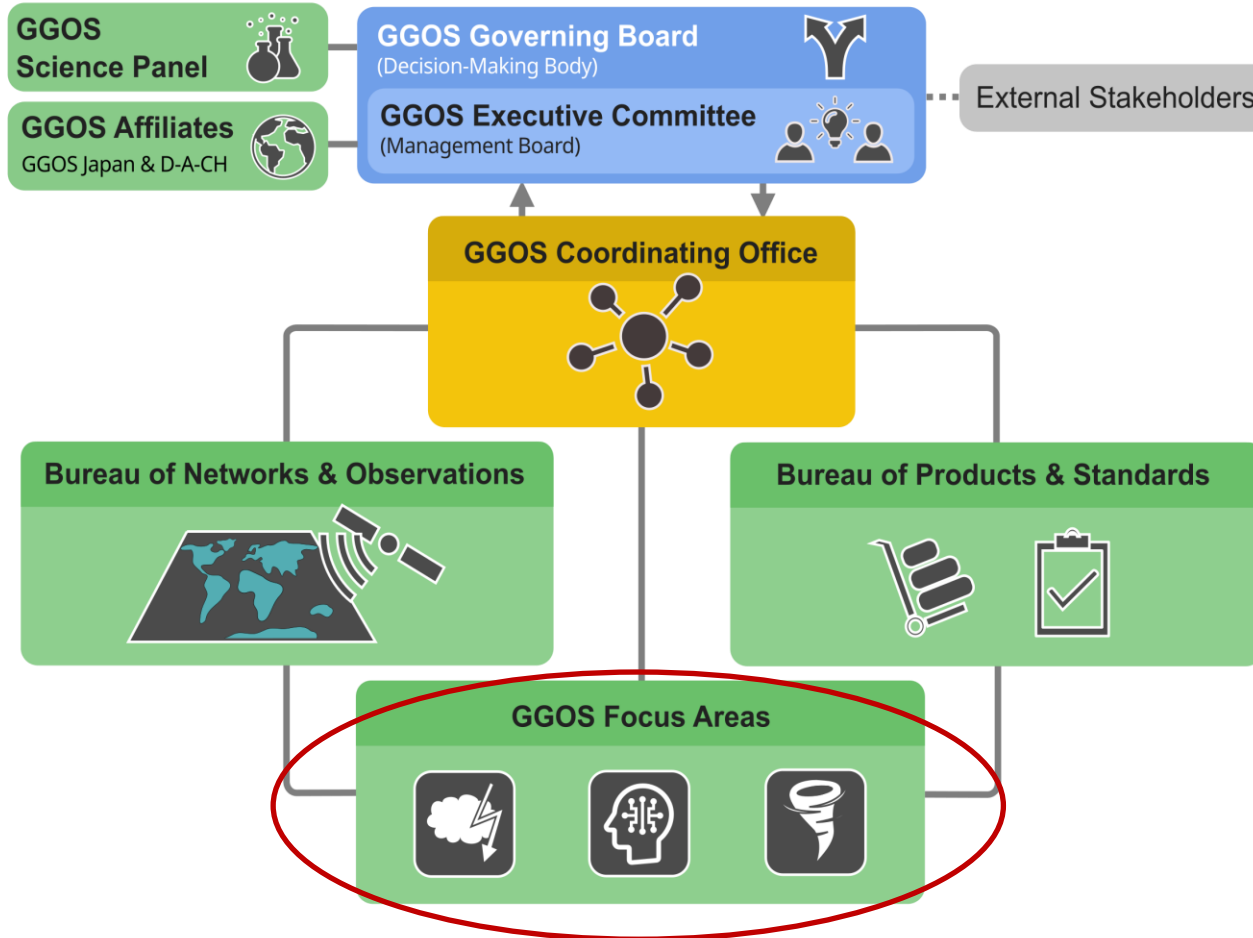 GGOS
Science Panel
GGOS Affiliates
GGOS Japan & D-A-CH
GGOS Governing Board
(Decision-Making Body)
GGOS Executive Committee
(Management Board)
External Stakeholders
GGOS Coordinating Office
Bureau of Networks & Observations
Bureau of Products & Standards
GGOS Focus Areas